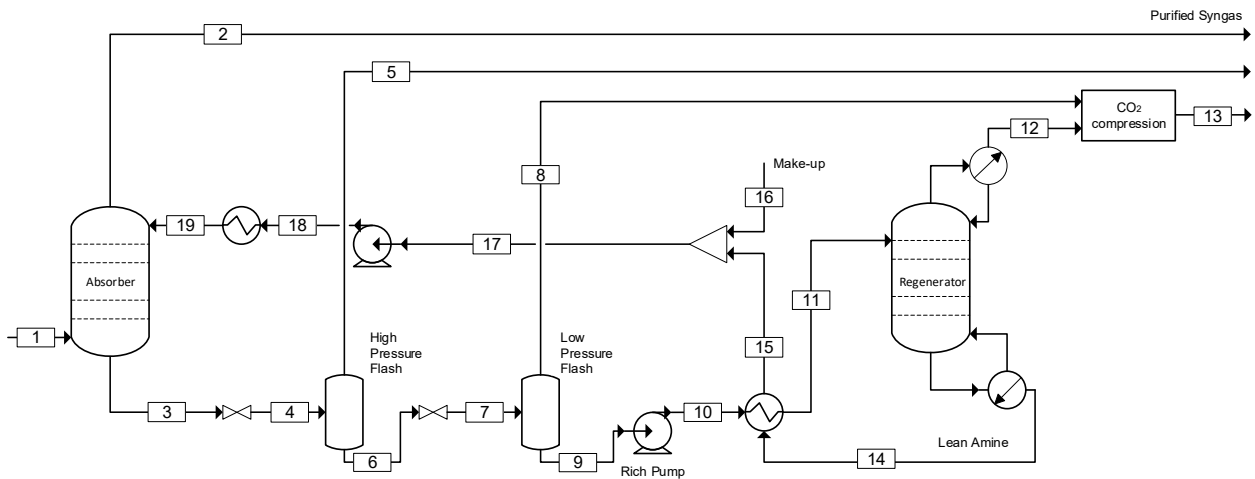 Purified Syngas
2
5
CO2
compression
13
12
8
Make-up
16
19
18
17
Absorber
Regenerator
11
1
High
Pressure
Flash
Low
Pressure
Flash
15
3
4
7
10
6
9
Rich Pump
Lean Amine
14